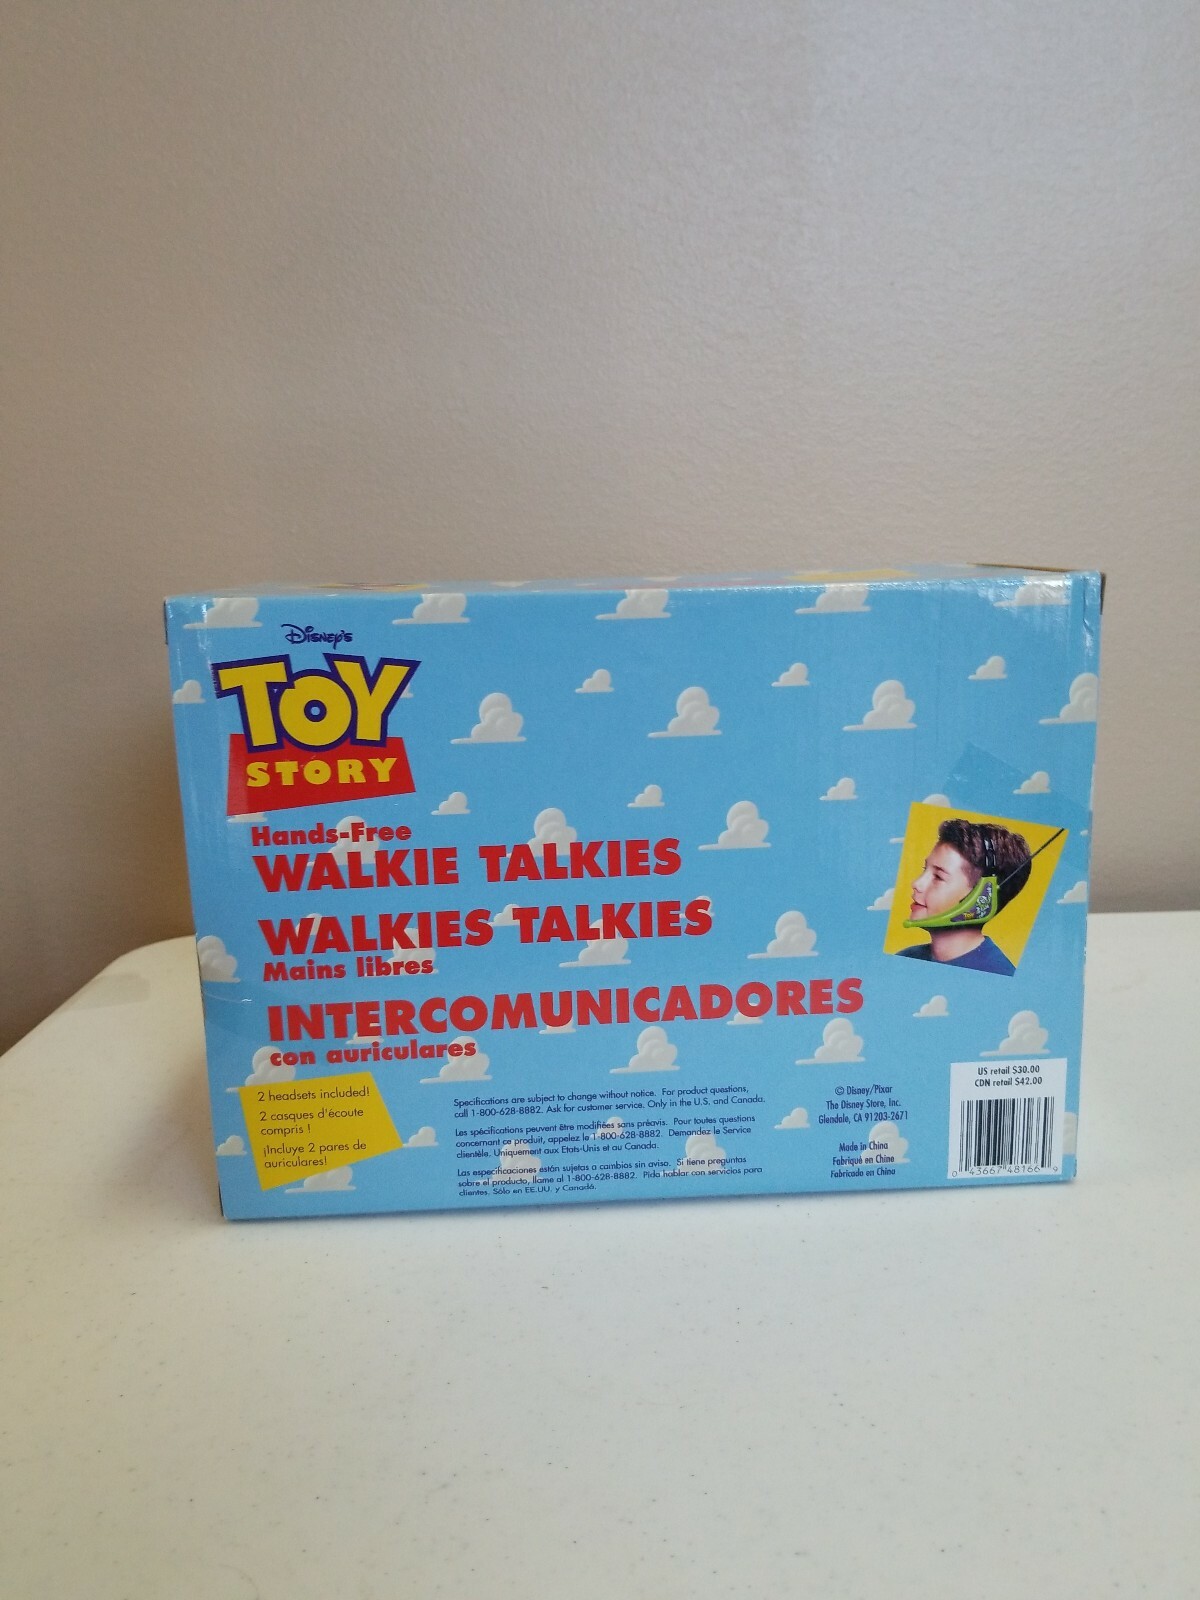 Disney's
TOY
STORY
Hands-Free
WALKIE TALKIES
WALKIES TALKIES
Mains libres
INTERCOMUNICADORES
con auriculares
2 headsets included!
2 casques d'écoute
compris !
¡Incluye 2 pares de
auriculares!
Specifications are subject to change without notice. For product questions,
call 1-800-628-8882. Ask for customer service. Only in the U.S. and Canada.
Les spécifications peuvent être modifiées sans préavis. Pour toutes questions
concernant ce produit, appelez le 1-800-628-8882. Demandez le Service
clientèle. Uniquement aux Etats-Unis et au Canada.
Las especificaciones están sujetas a cambios sin aviso. Si tiene preguntas
sobre el producto, llame al 1-800-628-8882. Pida hablar con servicios para
clientes. Sólo en EE.UU. y Canadá.
© Disney/Pixar
The Disney Store, Inc.
Glendale, CA 91203-2671
Made in China
Fabriqué en Chine
Fabricado en China
US retail $30.00
CDN retail $42.00
0 43667 48166 9